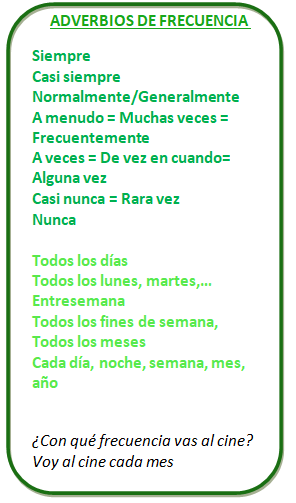 ADVERBIOS DE FRECUENCIA
Siempre
Casi siempre
Normalmente/Generalmente
A menudo = Muchas veces =
Frecuentemente
A veces = De vez en cuando=
Alguna vez
Casi nunca = Rara vez
Nunca
Todos los días
Todos los lunes, martes,...
Entresemana
Todos los fines de semana,
Todos los meses
Cada día, noche, semana, mes,
año
¿Con qué frecuencia vas al cine?
Voy al cine cada mes